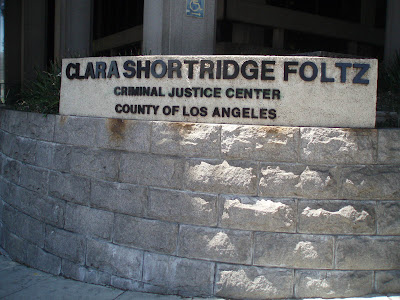 CLARA SHORTRIDGE FOLTZ
CRIMINAL JUSTICE CENTER
COUNTY OF LOS ANGELES